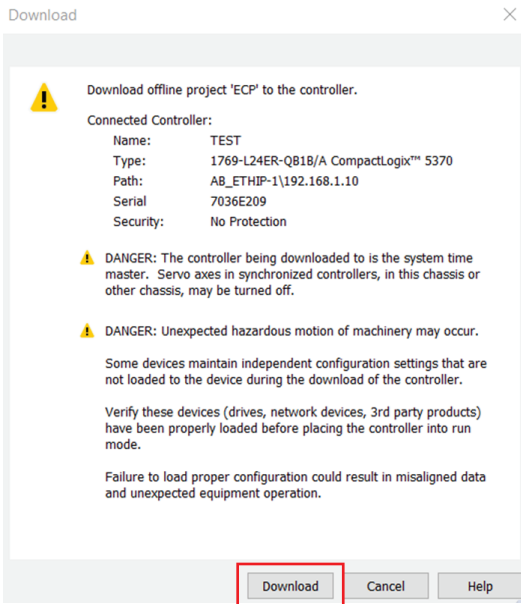 Download
Download offline project 'ECP' to the controller.
Connected Controller:
Name: TEST
Type: 1769-L24ER-QB1B/A CompactLogix™ 5370
Path: AB_ETHIP-1\192.168.1.10
Serial 7036E209
Security: No Protection
DANGER: The controller being downloaded to is the system time
master. Servo axes in synchronized controllers, in this chassis or
other chassis, may be turned off.
DANGER: Unexpected hazardous motion of machinery may occur.
Some devices maintain independent configuration settings that are
not loaded to the device during the download of the controller.
Verify these devices (drives, network devices, 3rd party products)
have been properly loaded before placing the controller into run
mode.
Failure to load proper configuration could result in misaligned data
and unexpected equipment operation.
Download Cancel Help